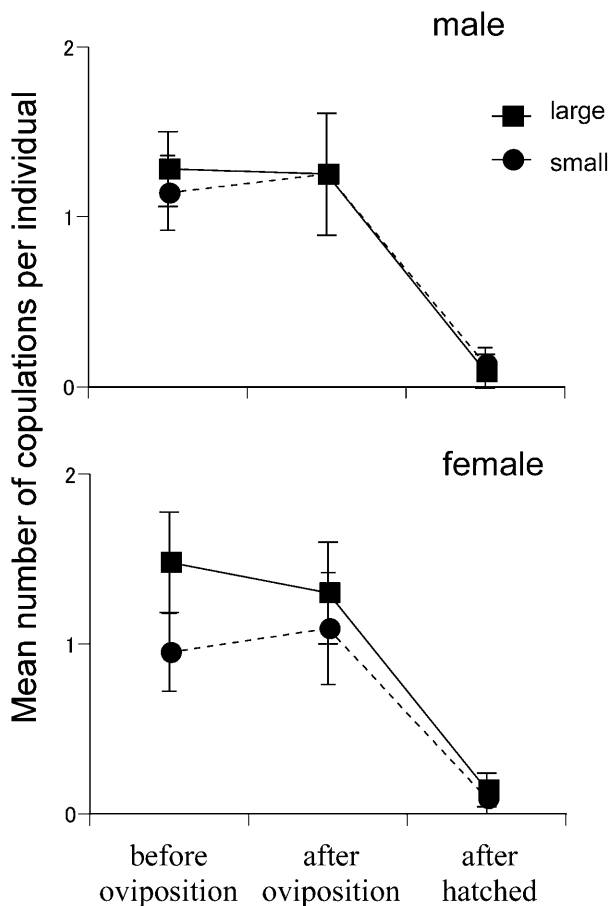 male
2
large
small
1
0
Mean number of copulations per individual
female
2
1
0
before
oviposition
after
oviposition
after
hatched